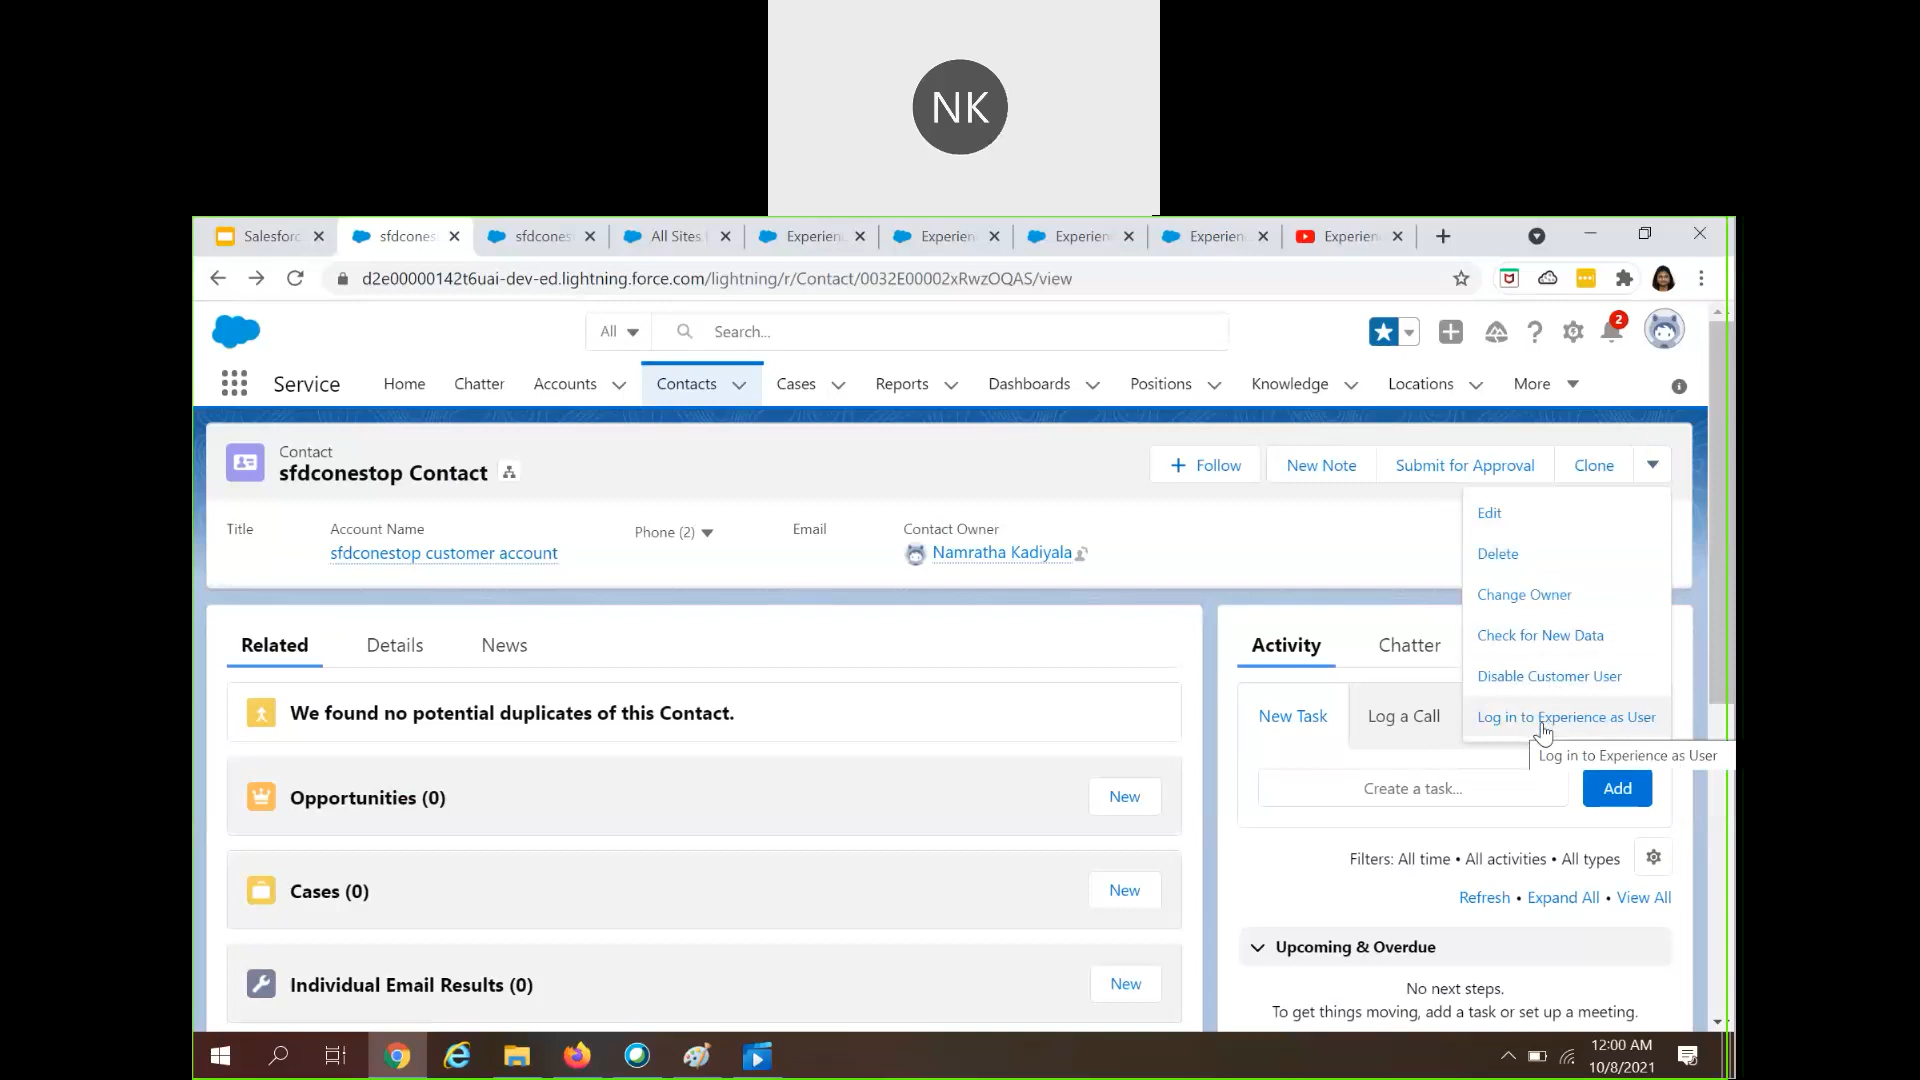 NK
Salesforc
sfdcones
sfdcones
All Sites
Experien
Experien
Experien
Experien
Experien
d2e00000142t6uai-dev-ed.lightning.force.com/lightning/r/Contact/0032E00002xRwzOQAS/view
All
Search...
2
Service
Home
Chatter
Accounts
Contacts
Cases
Reports
Dashboards
Positions
Knowledge
Locations
More
Contact
sfdconestop Contact
Follow
New Note
Submit for Approval
Clone
Title
Account Name
sfdconestop customer account
Phone (2)
Email
Contact Owner
Namratha Kadiyala
Edit
Delete
Change Owner
Check for New Data
Disable Customer User
Log in to Experience as User
Log in to Experience as User
Related
Details
News
We found no potential duplicates of this Contact.
Opportunities (0)
New
Cases (0)
New
Individual Email Results (0)
New
Activity
Chatter
New Task
Log a Call
Create a task...
Add
Filters: All time • All activities • All types
Refresh • Expand All • View All
Upcoming & Overdue
No next steps.
To get things moving, add a task or set up a meeting.
12:00 AM
10/8/2021